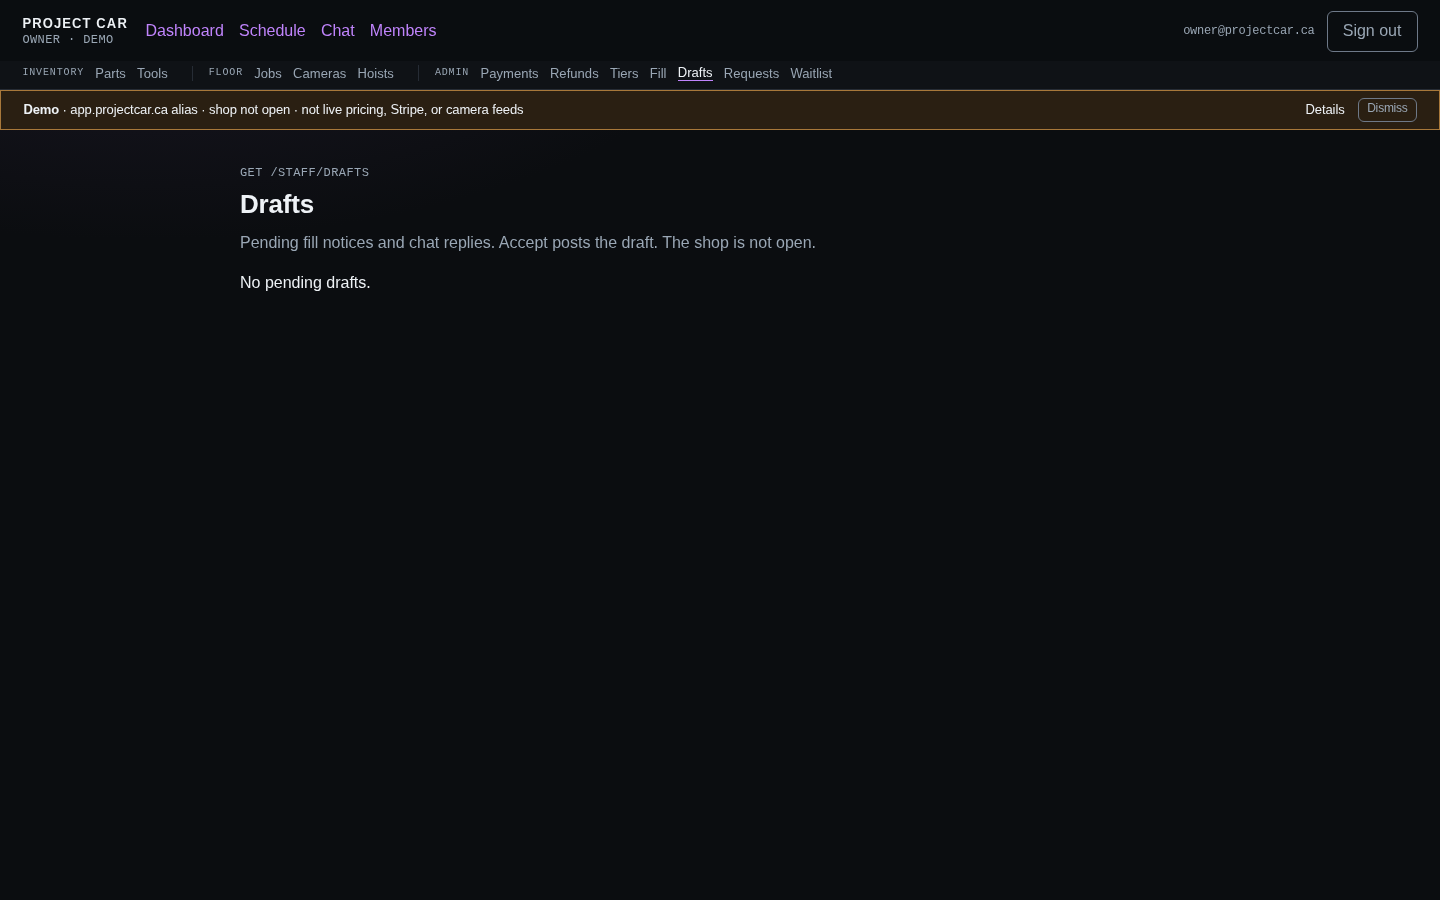 PROJECT CAR
OWNER · DEMO
Dashboard Schedule Chat Members
owner@projectcar.ca Sign out
INVENTORY Parts Tools FLOOR Jobs Cameras Hoists ADMIN Payments Refunds Tiers Fill Drafts Requests Waitlist
Demo · app.projectcar.ca alias · shop not open · not live pricing, Stripe, or camera feeds
Details Dismiss
GET /STAFF/DRAFTS
Drafts
Pending fill notices and chat replies. Accept posts the draft. The shop is not open.
No pending drafts.